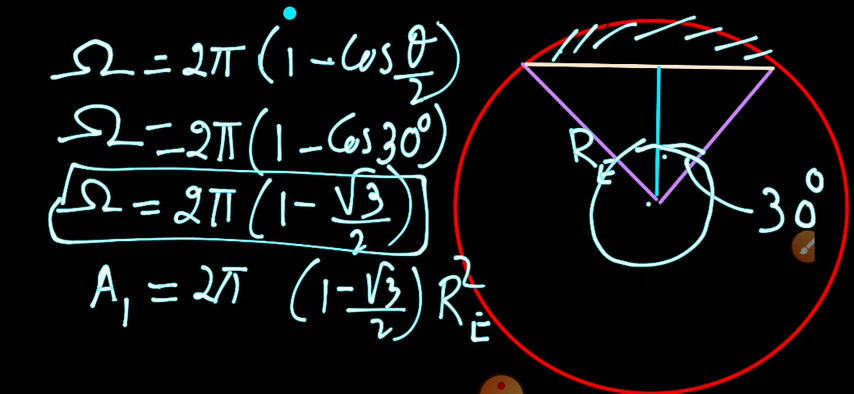 Ω = 2π (1 - Cos θ/2)
Ω = 2π (1 - Cos 30°)
Ω = 2π (1 - √3/2)
A₁ = 2π (1 - √3/2) R²_E
R_E
30°